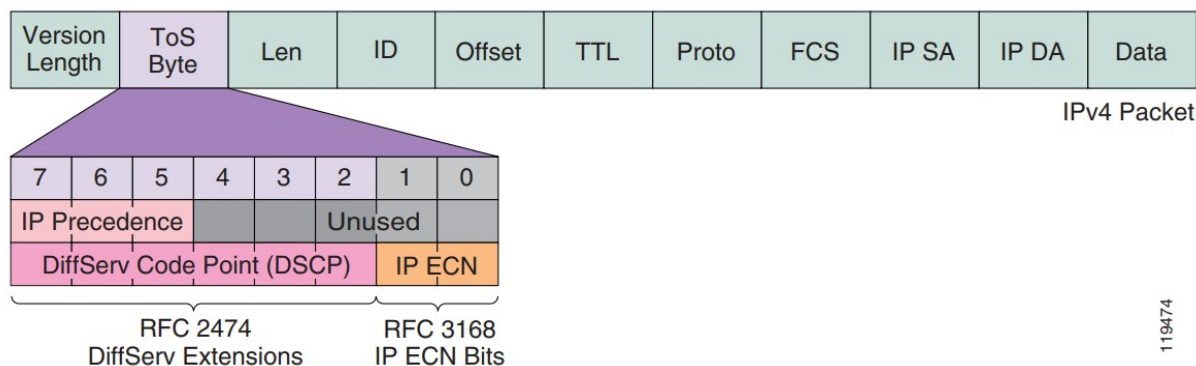 Version Length ToS Byte Len ID Offset TTL Proto FCS IP SA IP DA Data
IPv4 Packet
7 6 5 4 3 2 1 0
IP Precedence Unused
DiffServ Code Point (DSCP) IP ECN
RFC 2474 RFC 3168
DiffServ Extensions IP ECN Bits
119474